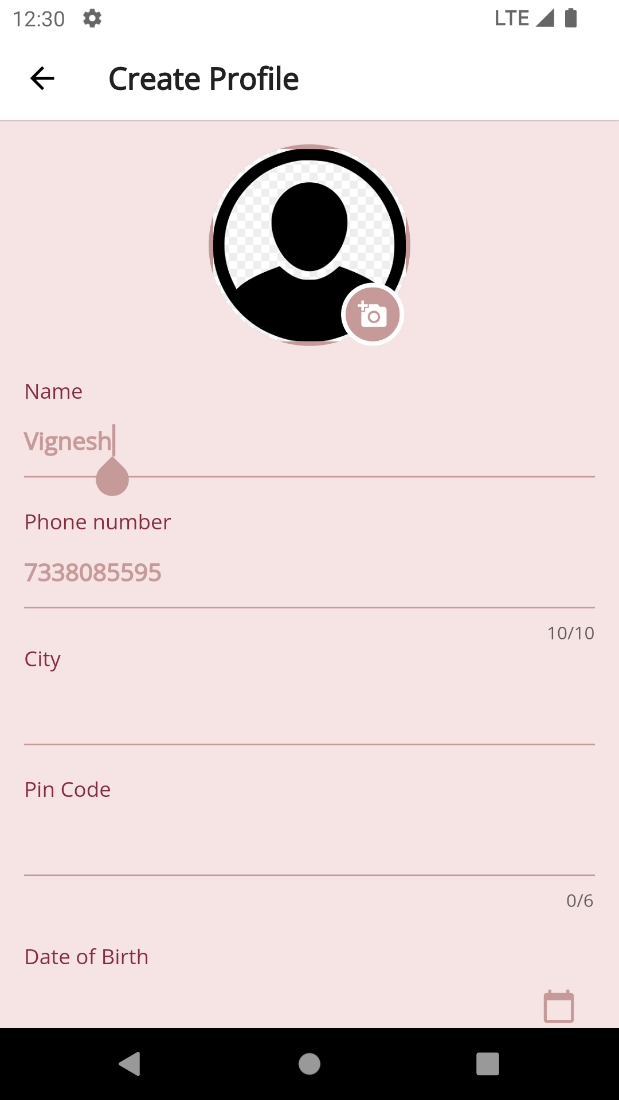 12:30 LTE
Create Profile
Name
Vignesh
Phone number
7338085595
10/10
City
Pin Code
0/6
Date of Birth